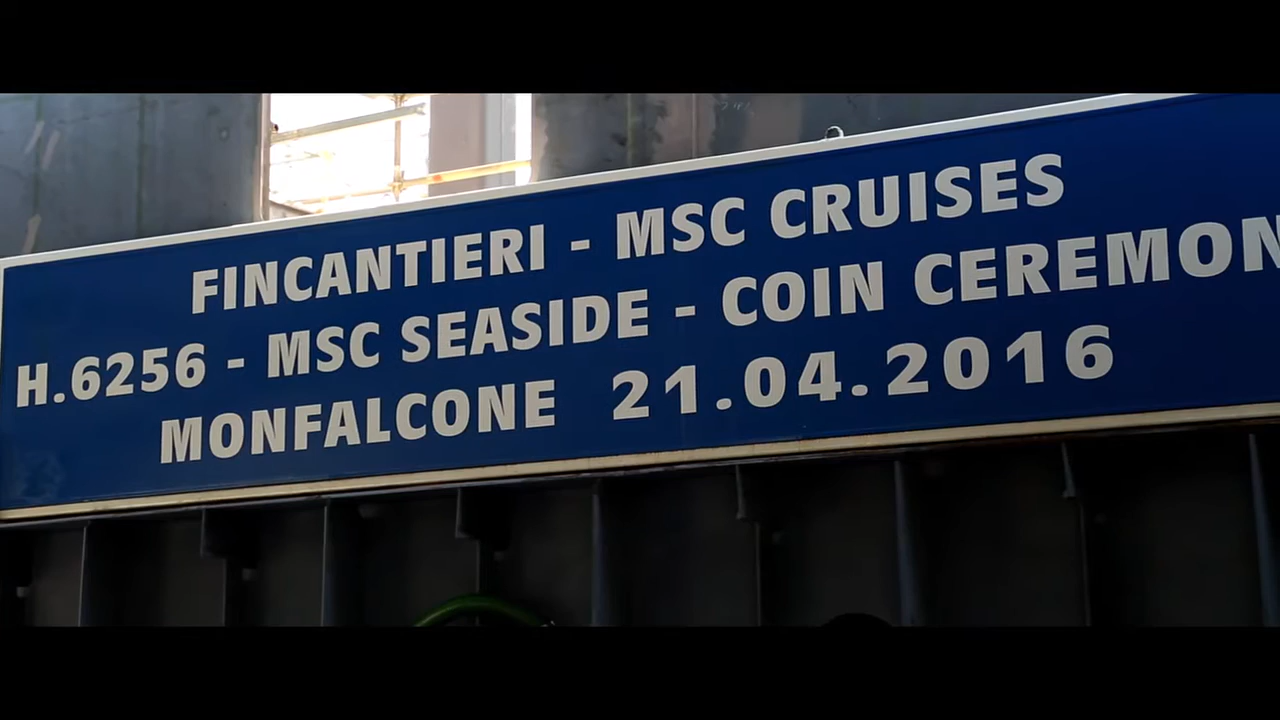 FINCANTIERI - MSC CRUISES
H.6256 - MSC SEASIDE - COIN CEREMON
MONFALCONE 21.04.2016